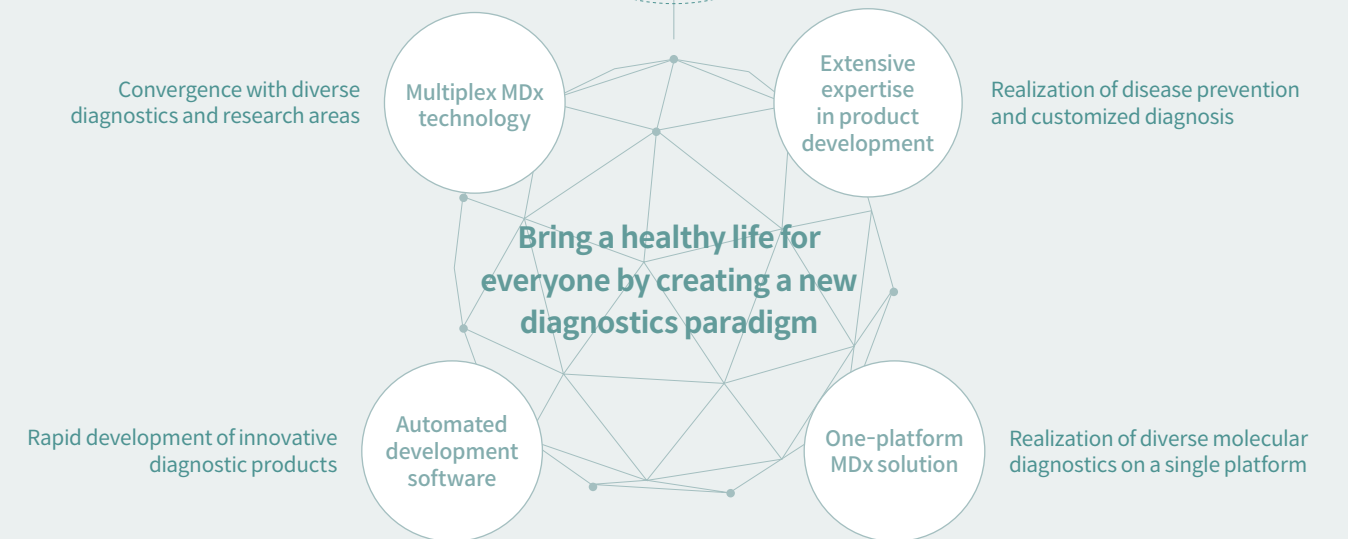 Convergence with diverse
diagnostics and research areas
Multiplex MDx
technology
Extensive
expertise
in product
development
Realization of disease prevention
and customized diagnosis
Bring a healthy life for
everyone by creating a new
diagnostics paradigm
Rapid development of innovative
diagnostic products
Automated
development
software
One-platform
MDx solution
Realization of diverse molecular
diagnostics on a single platform